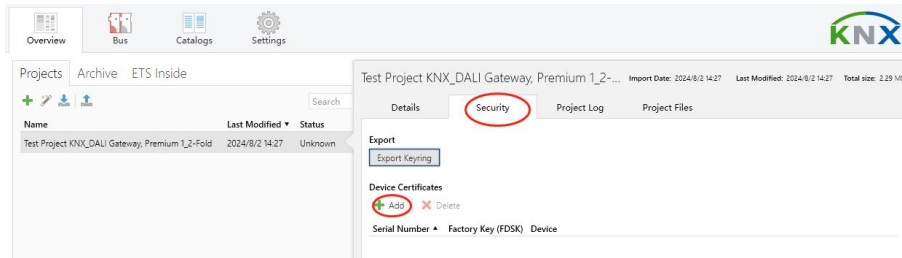 Overview Bus Catalogs Settings
KNX
Projects Archive ETS Inside
Search
Name Last Modified Status
Test Project KNX_DALI Gateway, Premium 1_2-Fold 2024/8/2 14:27 Unknown
Test Project KNX_DALI Gateway, Premium 1_2-... Import Date: 2024/8/2 14:27 Last Modified: 2024/8/2 14:27 Total size: 2.29 M
Details Security Project Log Project Files
Export
Export Keyring
Device Certificates
Add Delete
Serial Number Factory Key (FDSK) Device